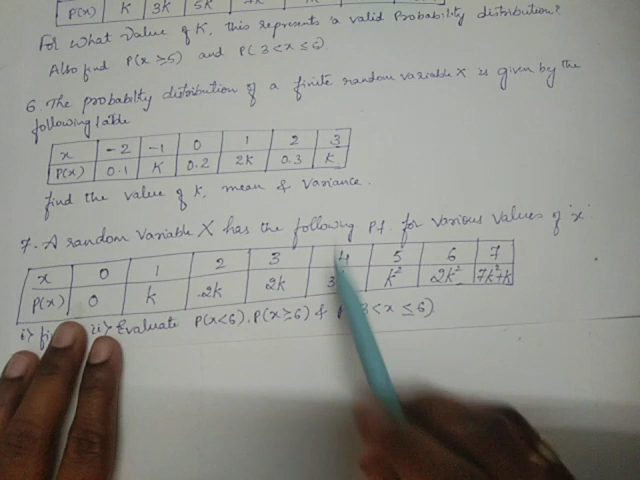 P(x) K 3K 5K
For what value of K, this represents a valid Probability distribution?
Also find P(x ≥ 5) and P(3 < x ≤ 6)
6. The probabilty distribution of a finite random variable X is given by the
following table
x -2 -1 0 1 2 3
P(x) 0.1 K 0.2 2K 0.3 K
find the value of K, mean & variance.
7. A random variable X has the following P.f. for various values of 'x'
x 0 1 2 3 4 5 6 7
P(x) 0 k 2k 2k 3 k² 2k² 7k²+k
i) ii) Evaluate P(x<6), P(x≥6) & 3 < x ≤ 6)